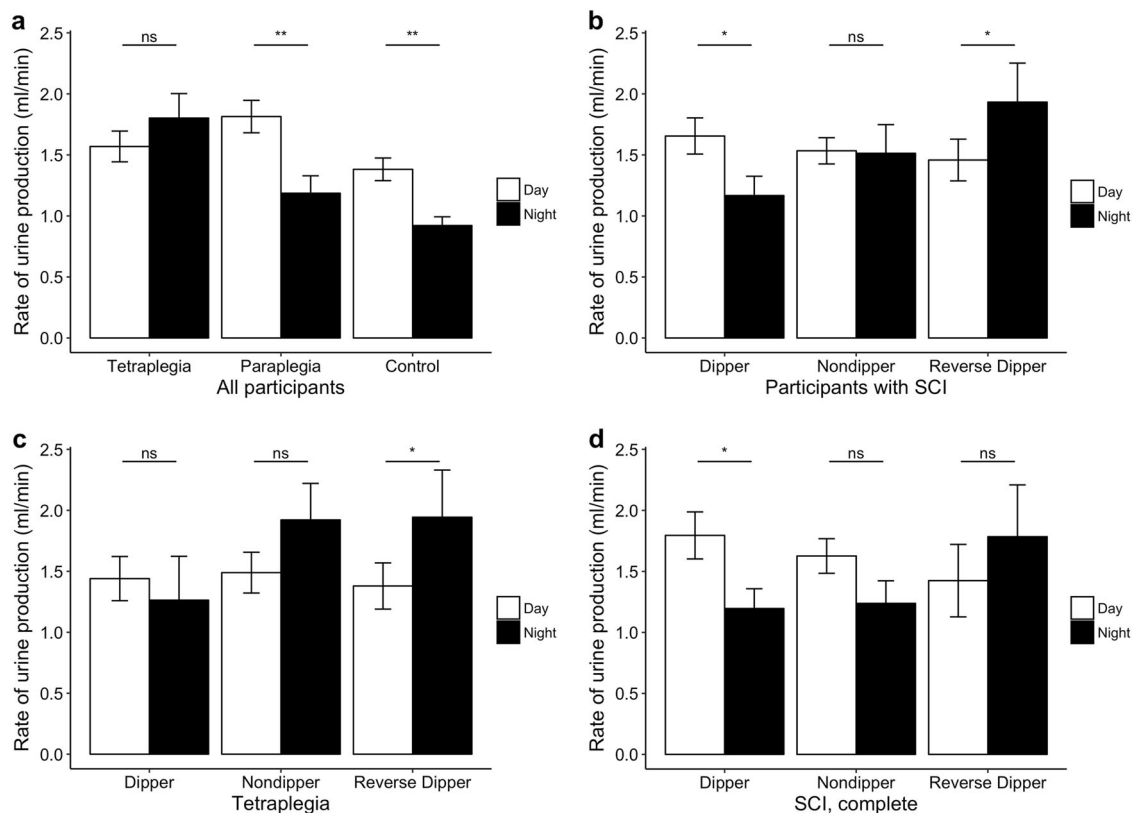 a
Rate of urine production (ml/min)
2.5
2.0
1.5
1.0
0.5
0.0
ns
**
**
Tetraplegia Paraplegia Control
All participants
Day
Night
b
Rate of urine production (ml/min)
2.5
2.0
1.5
1.0
0.5
0.0
*
ns
*
Dipper Nondipper Reverse Dipper
Participants with SCI
Day
Night
c
Rate of urine production (ml/min)
2.5
2.0
1.5
1.0
0.5
0.0
ns
ns
*
Dipper Nondipper Reverse Dipper
Tetraplegia
Day
Night
d
Rate of urine production (ml/min)
2.5
2.0
1.5
1.0
0.5
0.0
*
ns
ns
Dipper Nondipper Reverse Dipper
SCI, complete
Day
Night